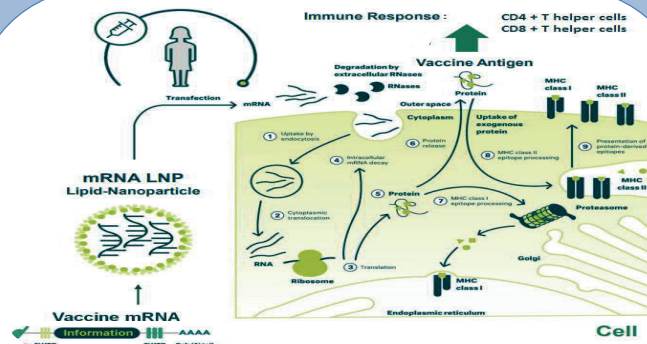 Immune Response :
CD4 + T helper cells
CD8 + T helper cells
Vaccine Antigen
Protein
Degradation by
extracellular RNases
RNases
MHC
class I
MHC
class II
Transfection
mRNA
Outer space
Cytoplasm
Uptake of
exogenous
protein
1 Uptake by
endocytosis
4 Intracellular
mRNA decay
6 Protein
release
8 MHC class II
epitope processing
9 Presentation of
protein-derived
epitopes
mRNA LNP
Lipid-Nanoparticle
2 Cytoplasmic
translocation
5 Protein
7 MHC class I
epitope processing
MHC
class II
Proteasome
RNA
Ribosome
3 Translation
Golgi
MHC
class I
Endoplasmic reticulum
Vaccine mRNA
Information
AAAA
Cell